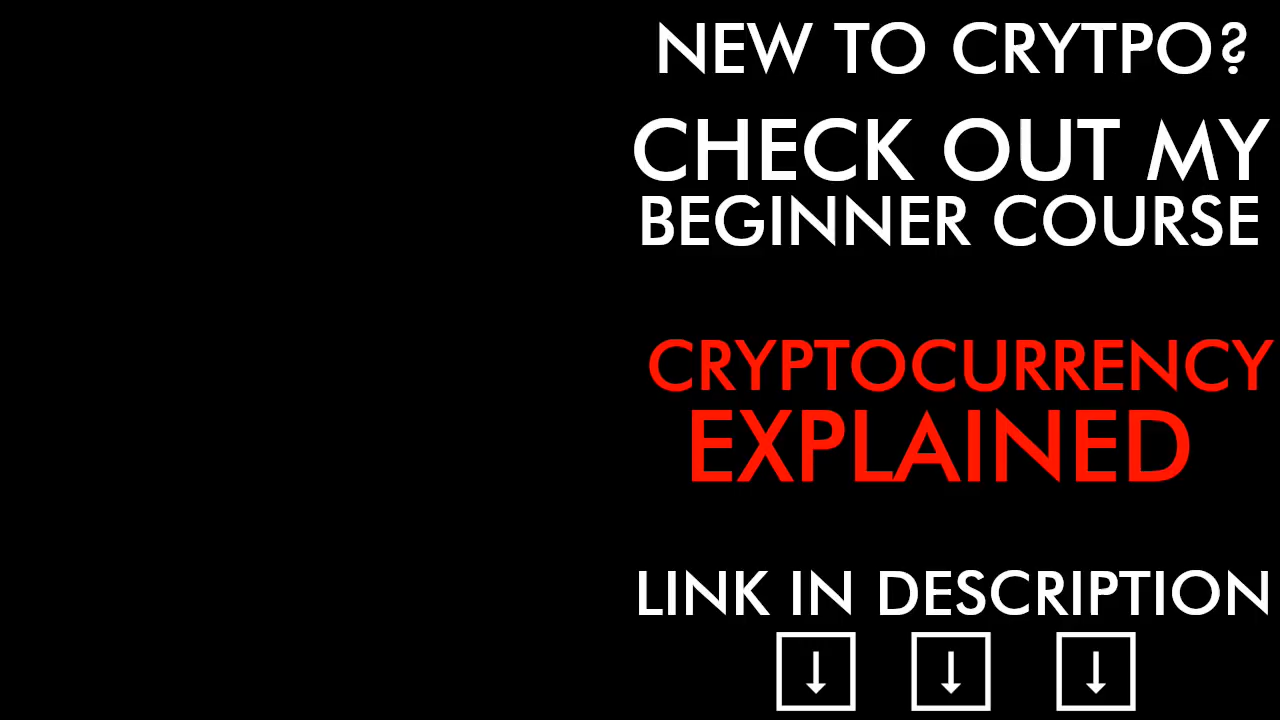 NEW TO CRYTPO?
CHECK OUT MY
BEGINNER COURSE
CRYPTOCURRENCY
EXPLAINED
LINK IN DESCRIPTION
↓ ↓ ↓